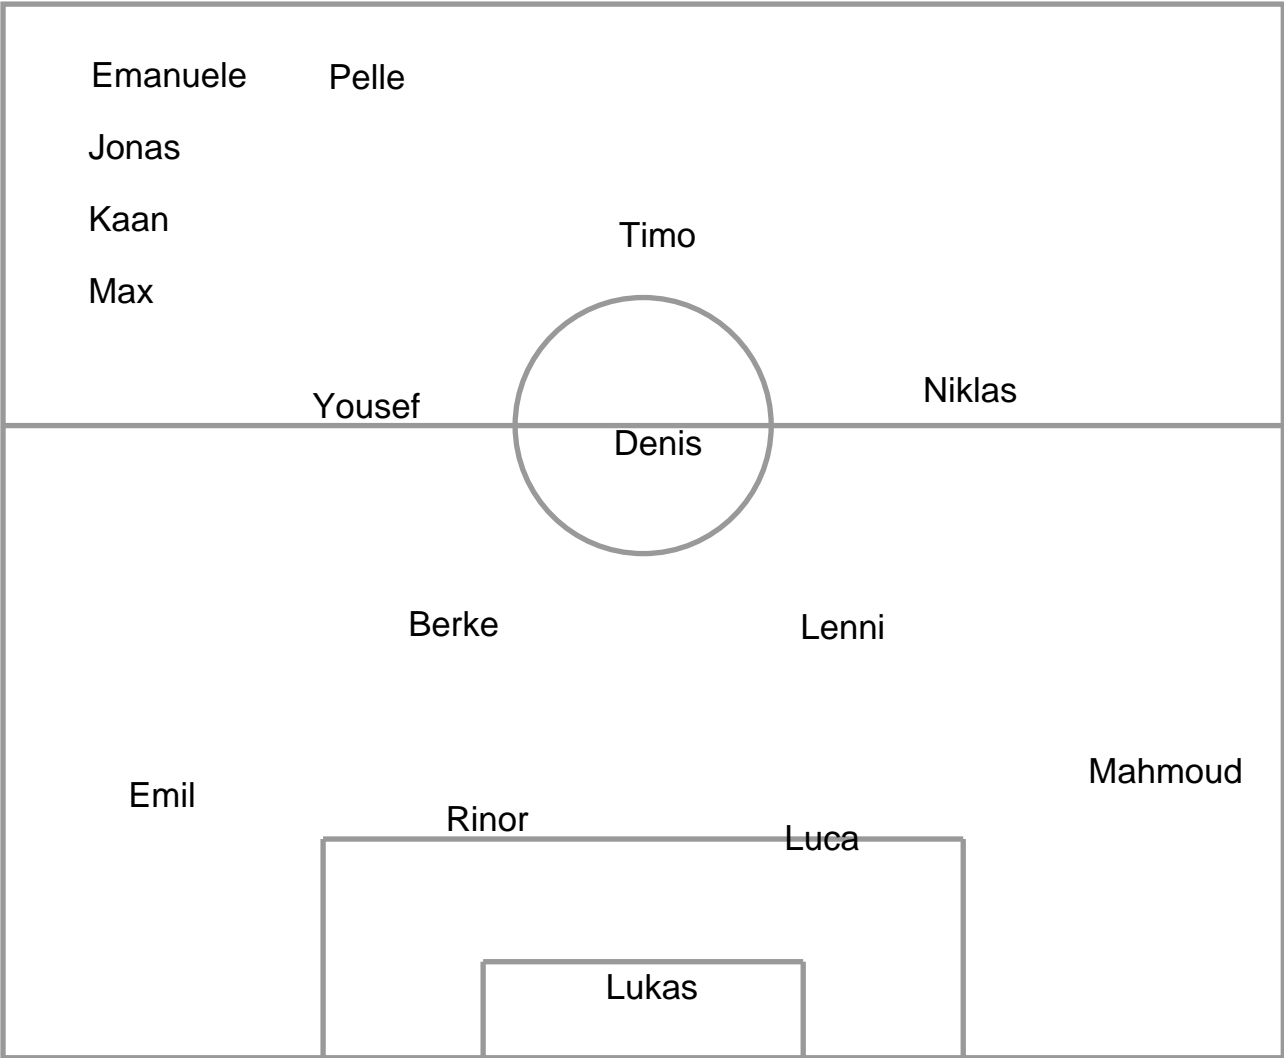 Emanuele Pelle
Jonas
Kaan
Timo
Max
Niklas
Yousef
Denis
Berke Lenni
Mahmoud
Emil
Rinor
Luca
Lukas